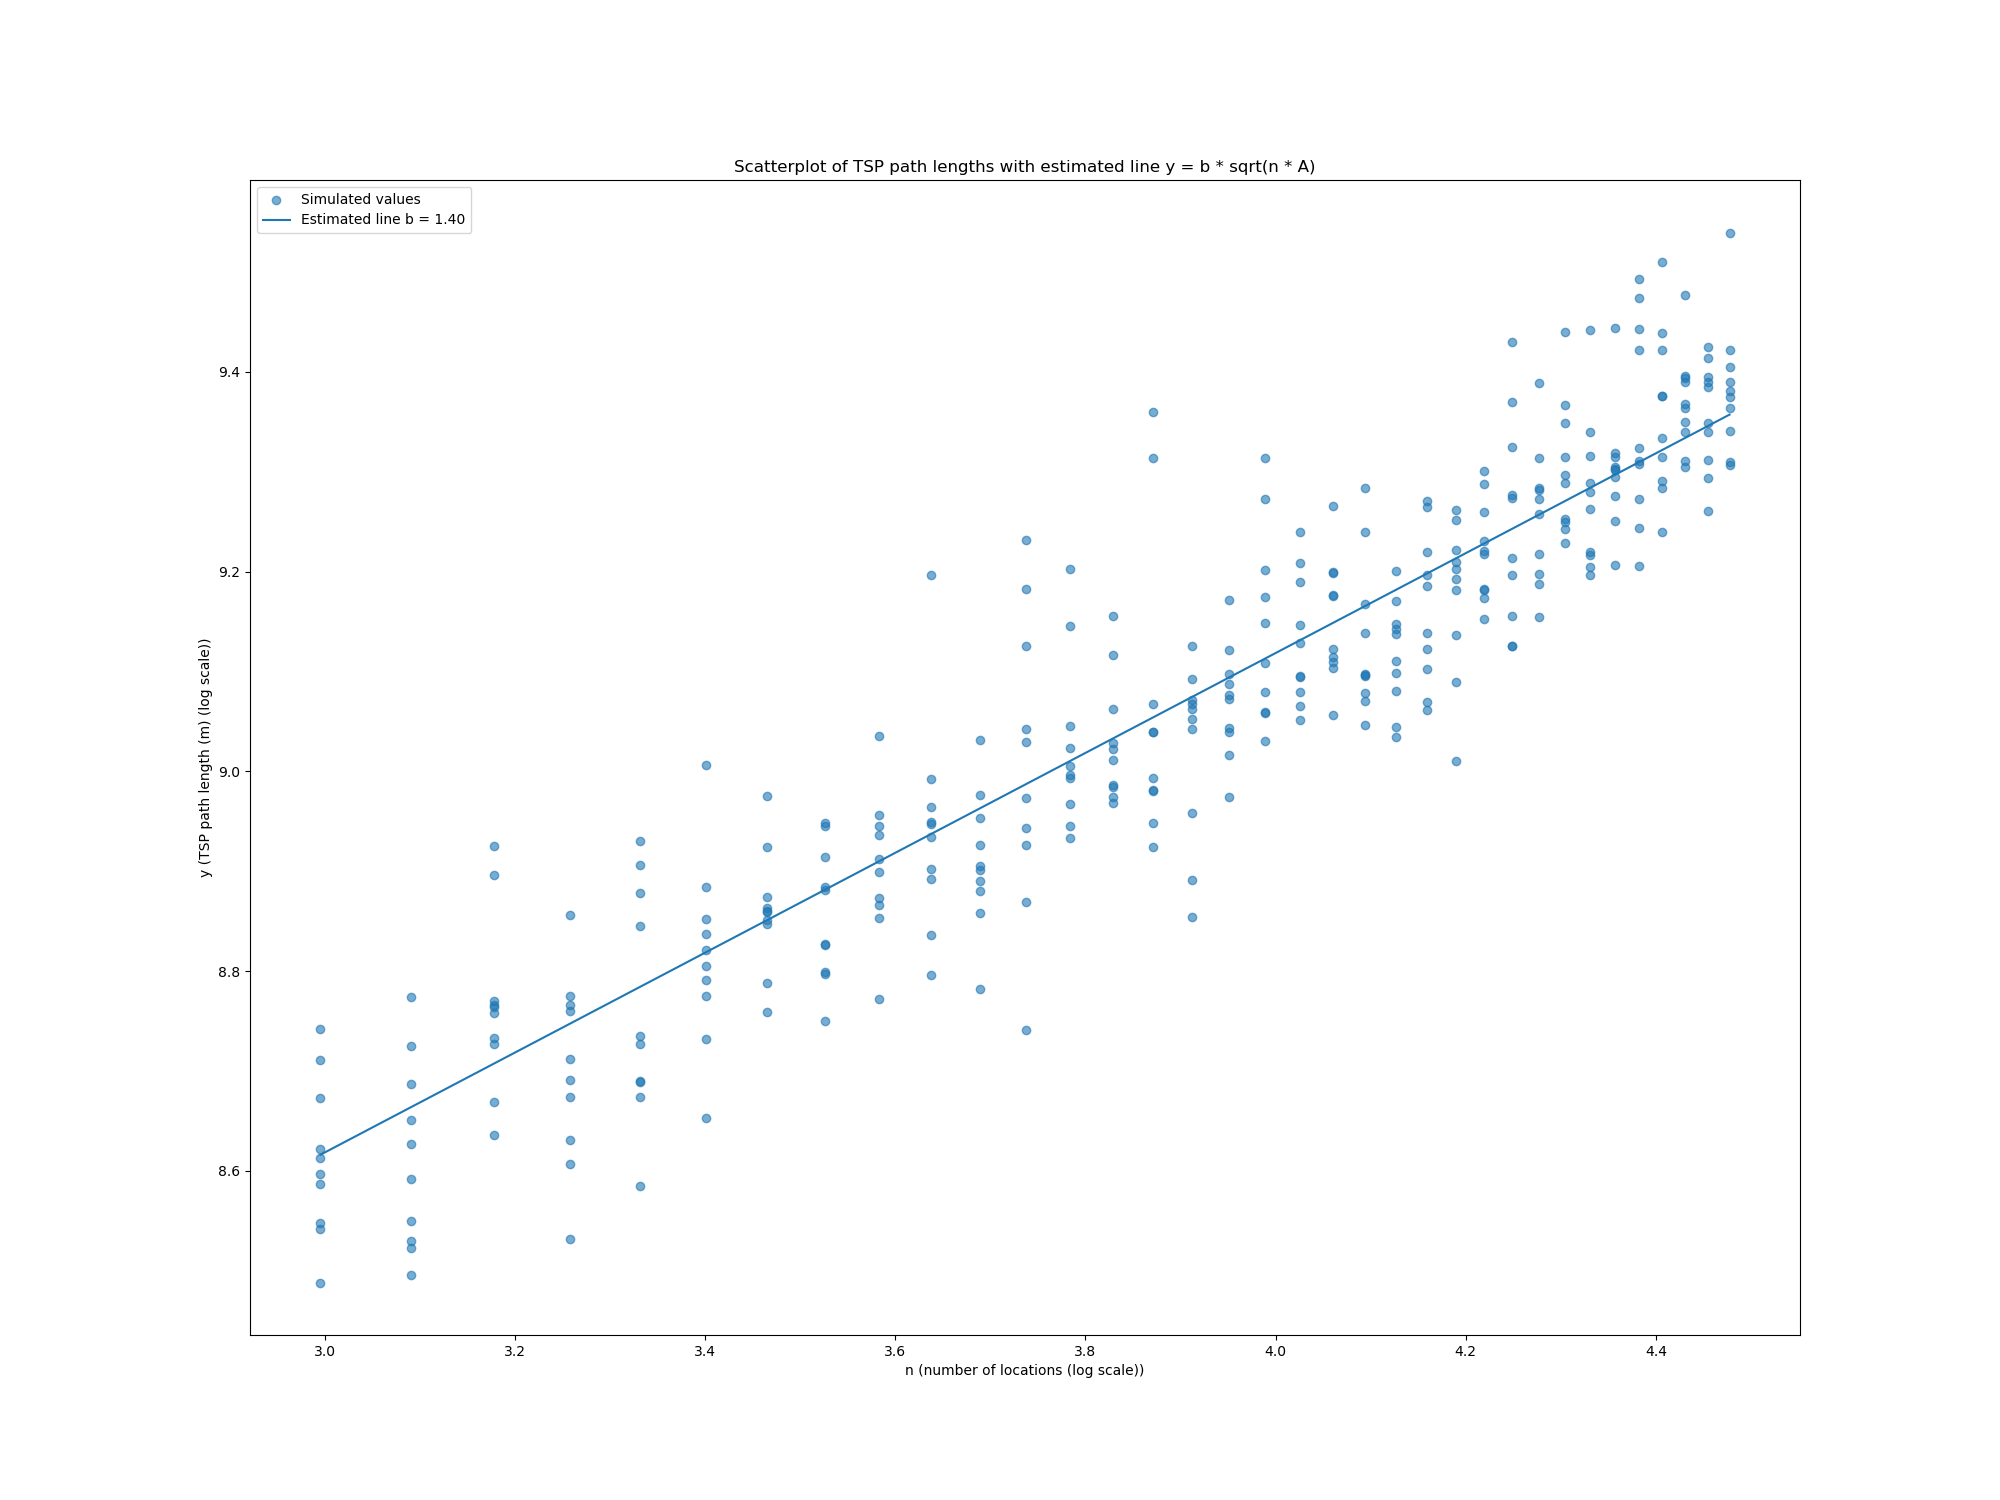 Scatterplot of TSP path lengths with estimated line y = b * sqrt(n * A)
Simulated values
Estimated line b = 1.40
y (TSP path length (m) (log scale))
9.4
9.2
9.0
8.8
8.6
3.0 3.2 3.4 3.6 3.8 4.0 4.2 4.4
n (number of locations (log scale))